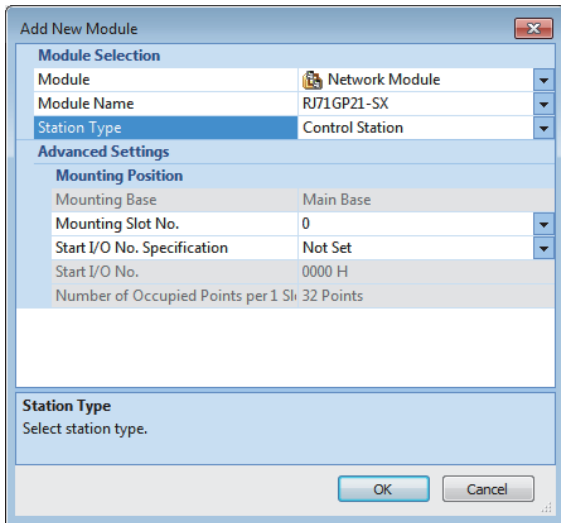 Add New Module
Module Selection
Module Network Module
Module Name RJ71GP21-SX
Station Type Control Station
Advanced Settings
Mounting Position
Mounting Base Main Base
Mounting Slot No. 0
Start I/O No. Specification Not Set
Start I/O No. 0000 H
Number of Occupied Points per 1 Sl 32 Points
Station Type
Select station type.
OK Cancel